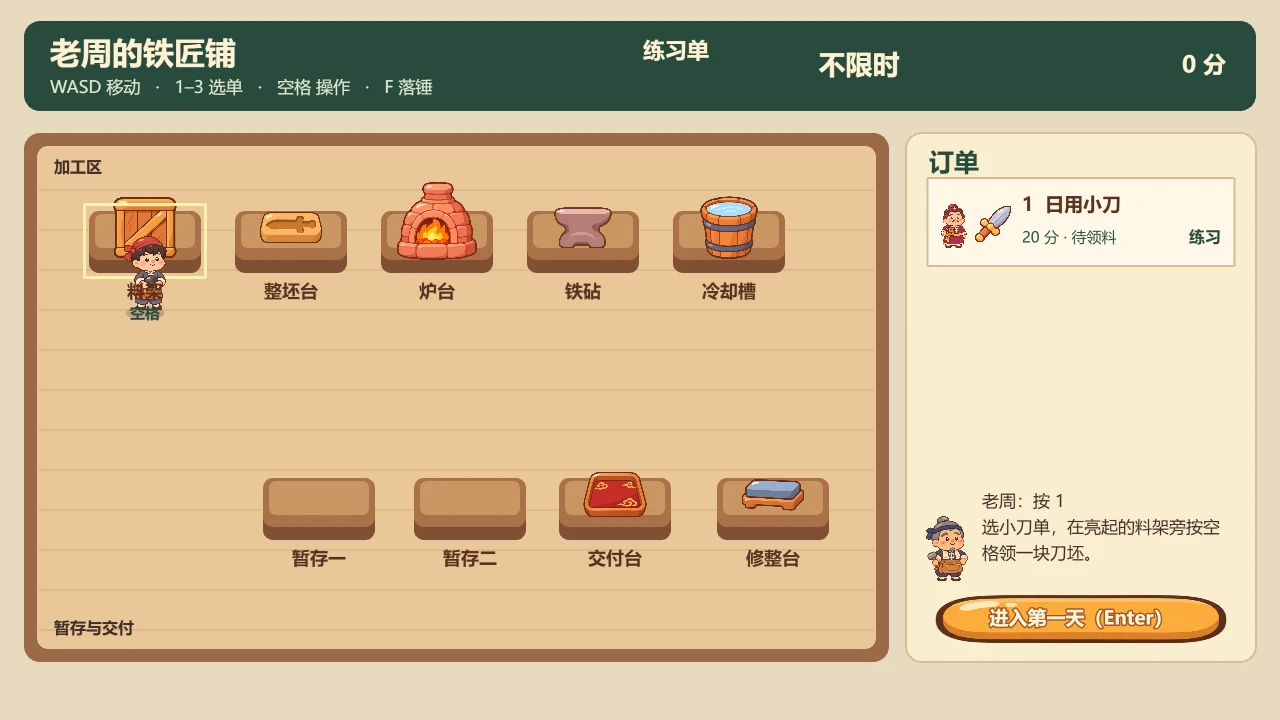 老周的铁匠铺
WASD 移动 · 1–3 选单 · 空格 操作 · F 落锤
练习单
不限时
0 分
加工区
料架
空格
整坯台
炉台
铁砧
冷却槽
暂存一
暂存二
交付台
修整台
暂存与交付
订单
1 日用小刀
20 分 · 待领料
练习
老周：按 1
选小刀单，在亮起的料架旁按空
格领一块刀坯。
进入第一天（Enter）